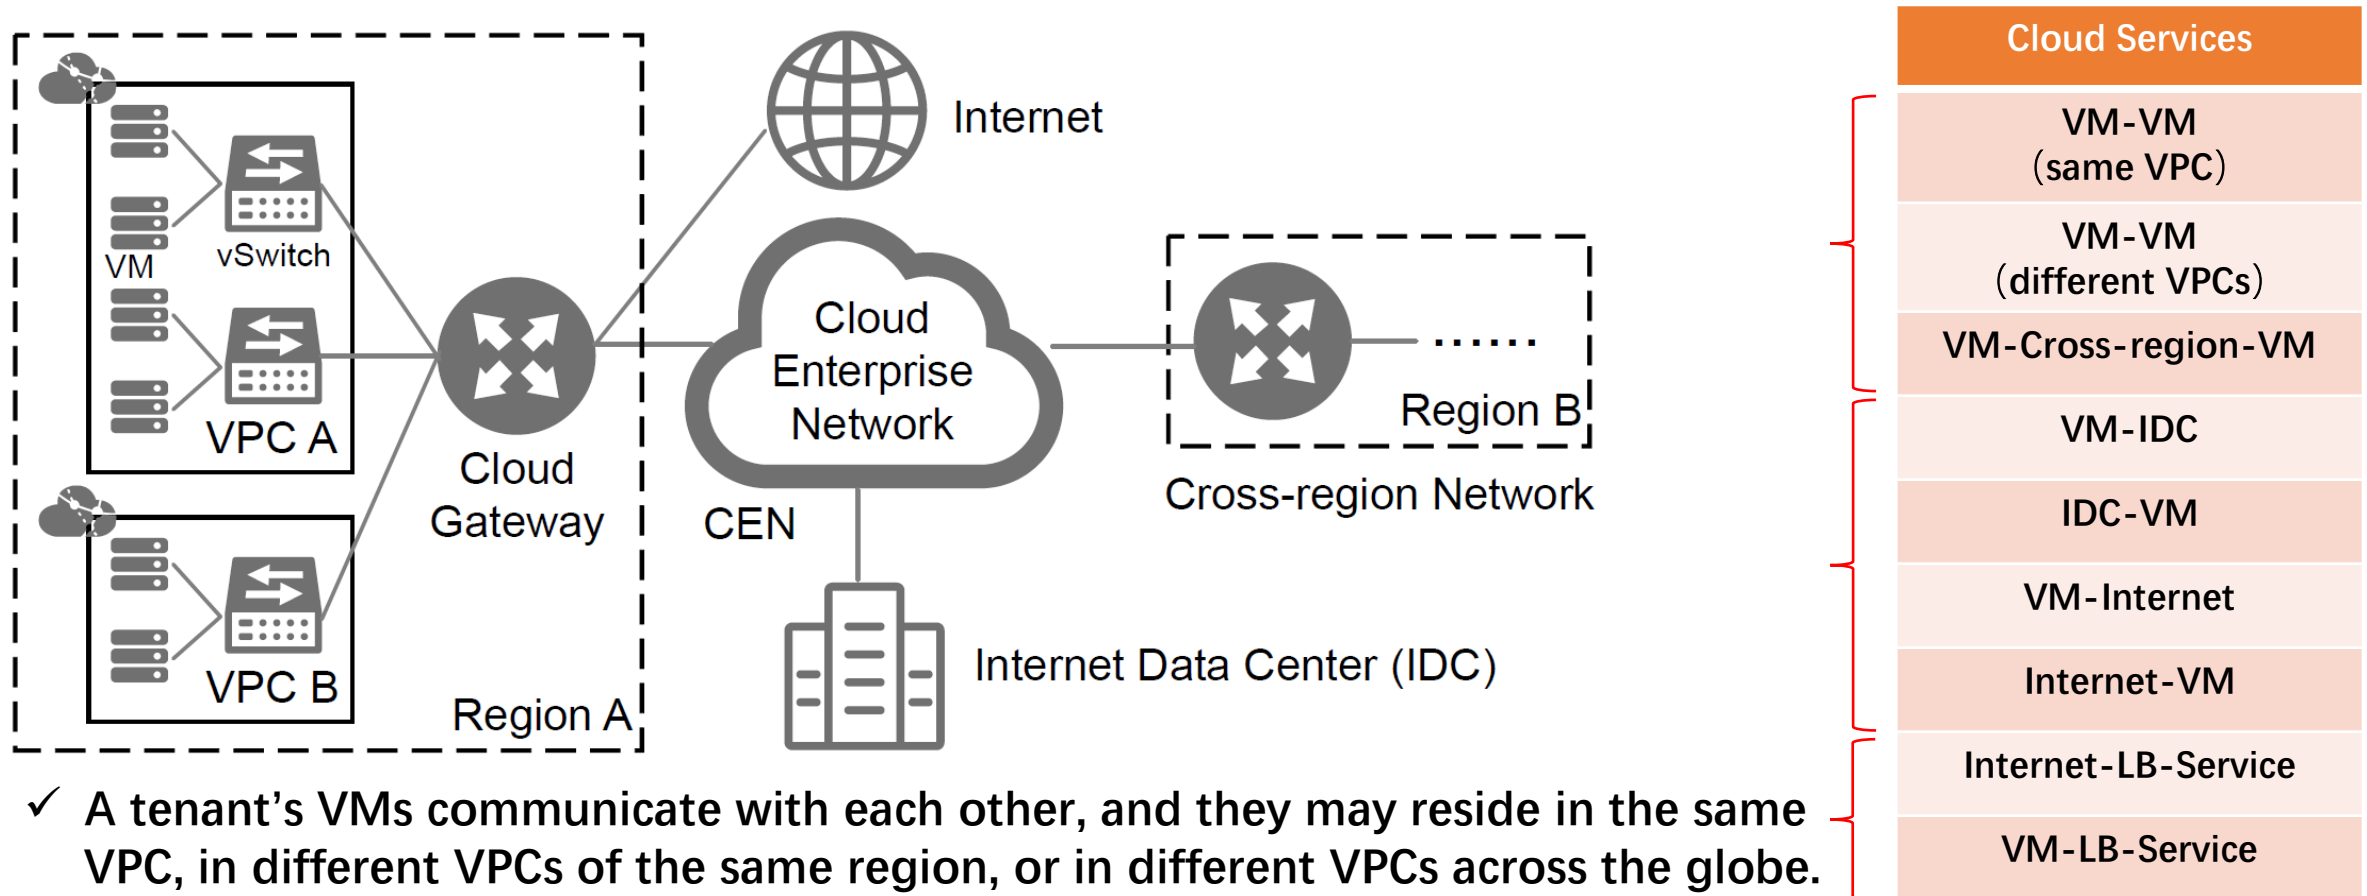 VM
vSwitch
VPC A
VPC B
Region A
Cloud
Gateway
Internet
Cloud
Enterprise
Network
CEN
Internet Data Center (IDC)
......
Region B
Cross-region Network
✓ A tenant’s VMs communicate with each other, and they may reside in the same
VPC, in different VPCs of the same region, or in different VPCs across the globe.
Cloud Services
VM-VM
(same VPC)
VM-VM
(different VPCs)
VM-Cross-region-VM
VM-IDC
IDC-VM
VM-Internet
Internet-VM
Internet-LB-Service
VM-LB-Service